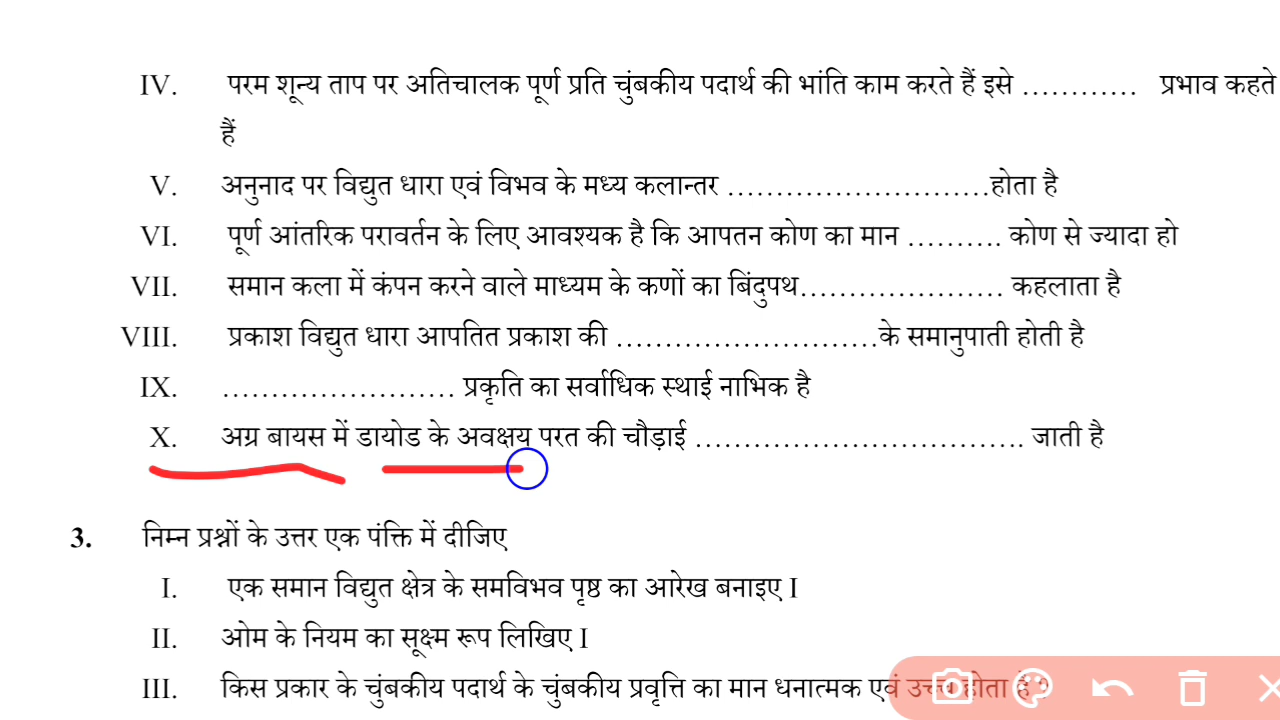 IV. परम शून्य ताप पर अतिचालक पूर्ण प्रति चुंबकीय पदार्थ की भांति काम करते हैं इसे ………… प्रभाव कहते
हैं
V. अनुनाद पर विद्युत धारा एवं विभव के मध्य कलान्तर ………………………होता है
VI. पूर्ण आंतरिक परावर्तन के लिए आवश्यक है कि आपतन कोण का मान ………. कोण से ज्यादा हो
VII. समान कला में कंपन करने वाले माध्यम के कणों का बिंदुपथ………………… कहलाता है
VIII. प्रकाश विद्युत धारा आपतित प्रकाश की ………………………के समानुपाती होती है
IX. …………………… प्रकृति का सर्वाधिक स्थाई नाभिक है
X. अग्र बायस में डायोड के अवक्षय परत की चौड़ाई ……………………………. जाती है
3. निम्न प्रश्नों के उत्तर एक पंक्ति में दीजिए
I. एक समान विद्युत क्षेत्र के समविभव पृष्ठ का आरेख बनाइए I
II. ओम के नियम का सूक्ष्म रूप लिखिए I
III. किस प्रकार के चुंबकीय पदार्थ के चुंबकीय प्रवृत्ति का मान धनात्मक एवं उच्च होता है ?